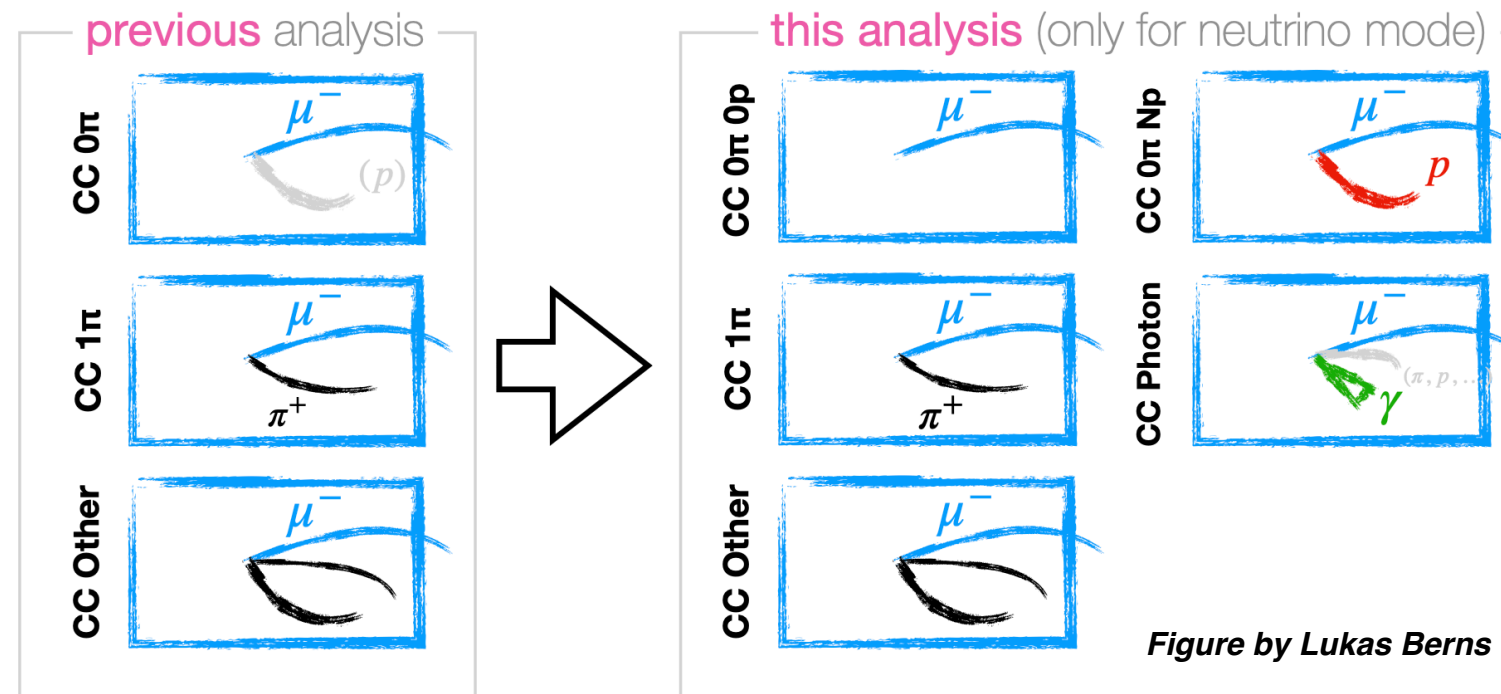 previous analysis
this analysis (only for neutrino mode)
CC 0π
μ⁻
(p)
CC 1π
μ⁻
π⁺
CC Other
μ⁻
CC 0π 0p
μ⁻
CC 0π Np
μ⁻
p
CC 1π
μ⁻
π⁺
CC Photon
μ⁻
(π, p, ...)
γ
CC Other
μ⁻
Figure by Lukas Berns